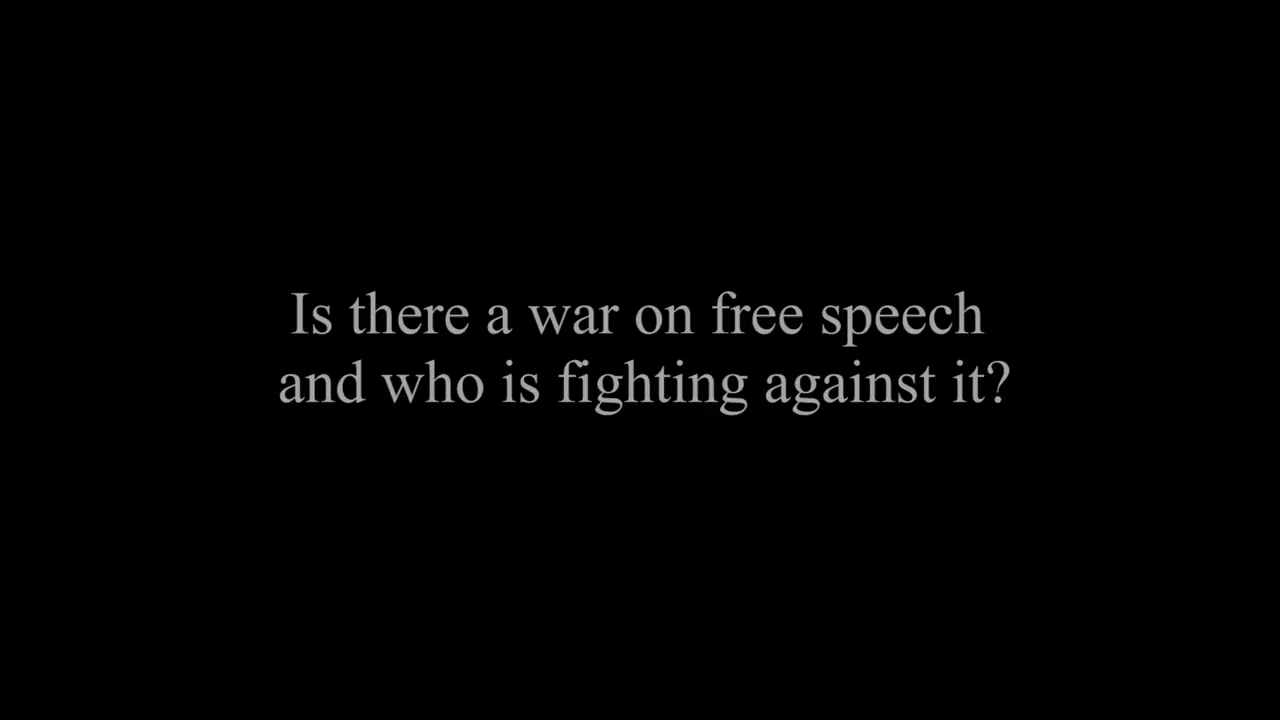 Is there a war on free speech
and who is fighting against it?